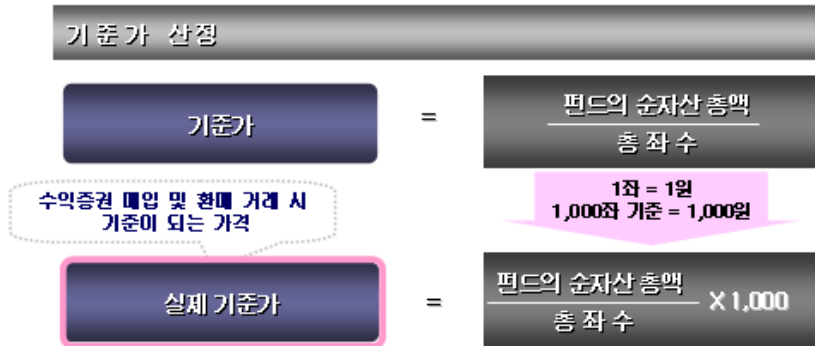 기준가 산정
기준가
=
펀드의 순자산 총액
총 좌 수
수익증권 매입 및 환매 거래 시
기준이 되는 가격
1좌 = 1원
1,000좌 기준 = 1,000원
실제 기준가
=
펀드의 순자산 총액
총 좌 수
X 1,000